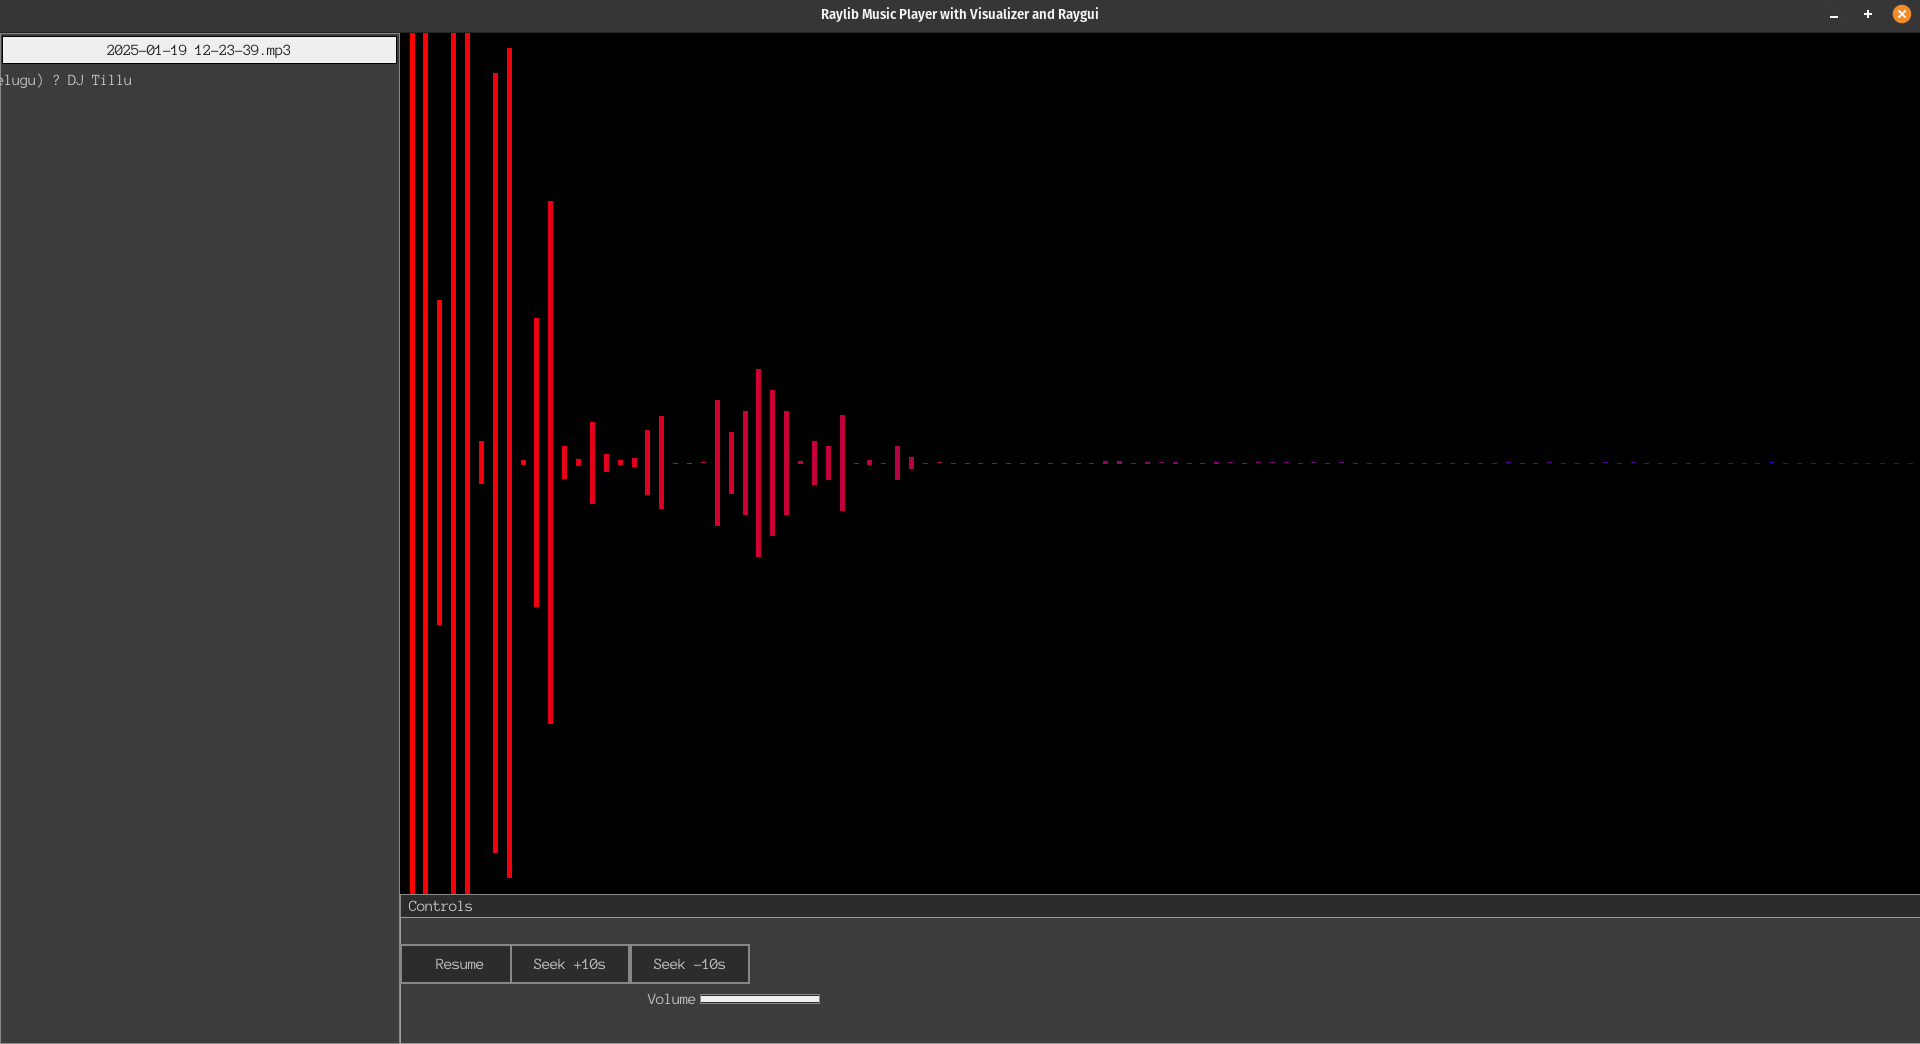 Raylib Music Player with Visualizer and Raygui
2025-01-19 12-23-39.mp3
elugu) ? DJ Tillu
Controls
Resume
Seek +10s
Seek -10s
Volume